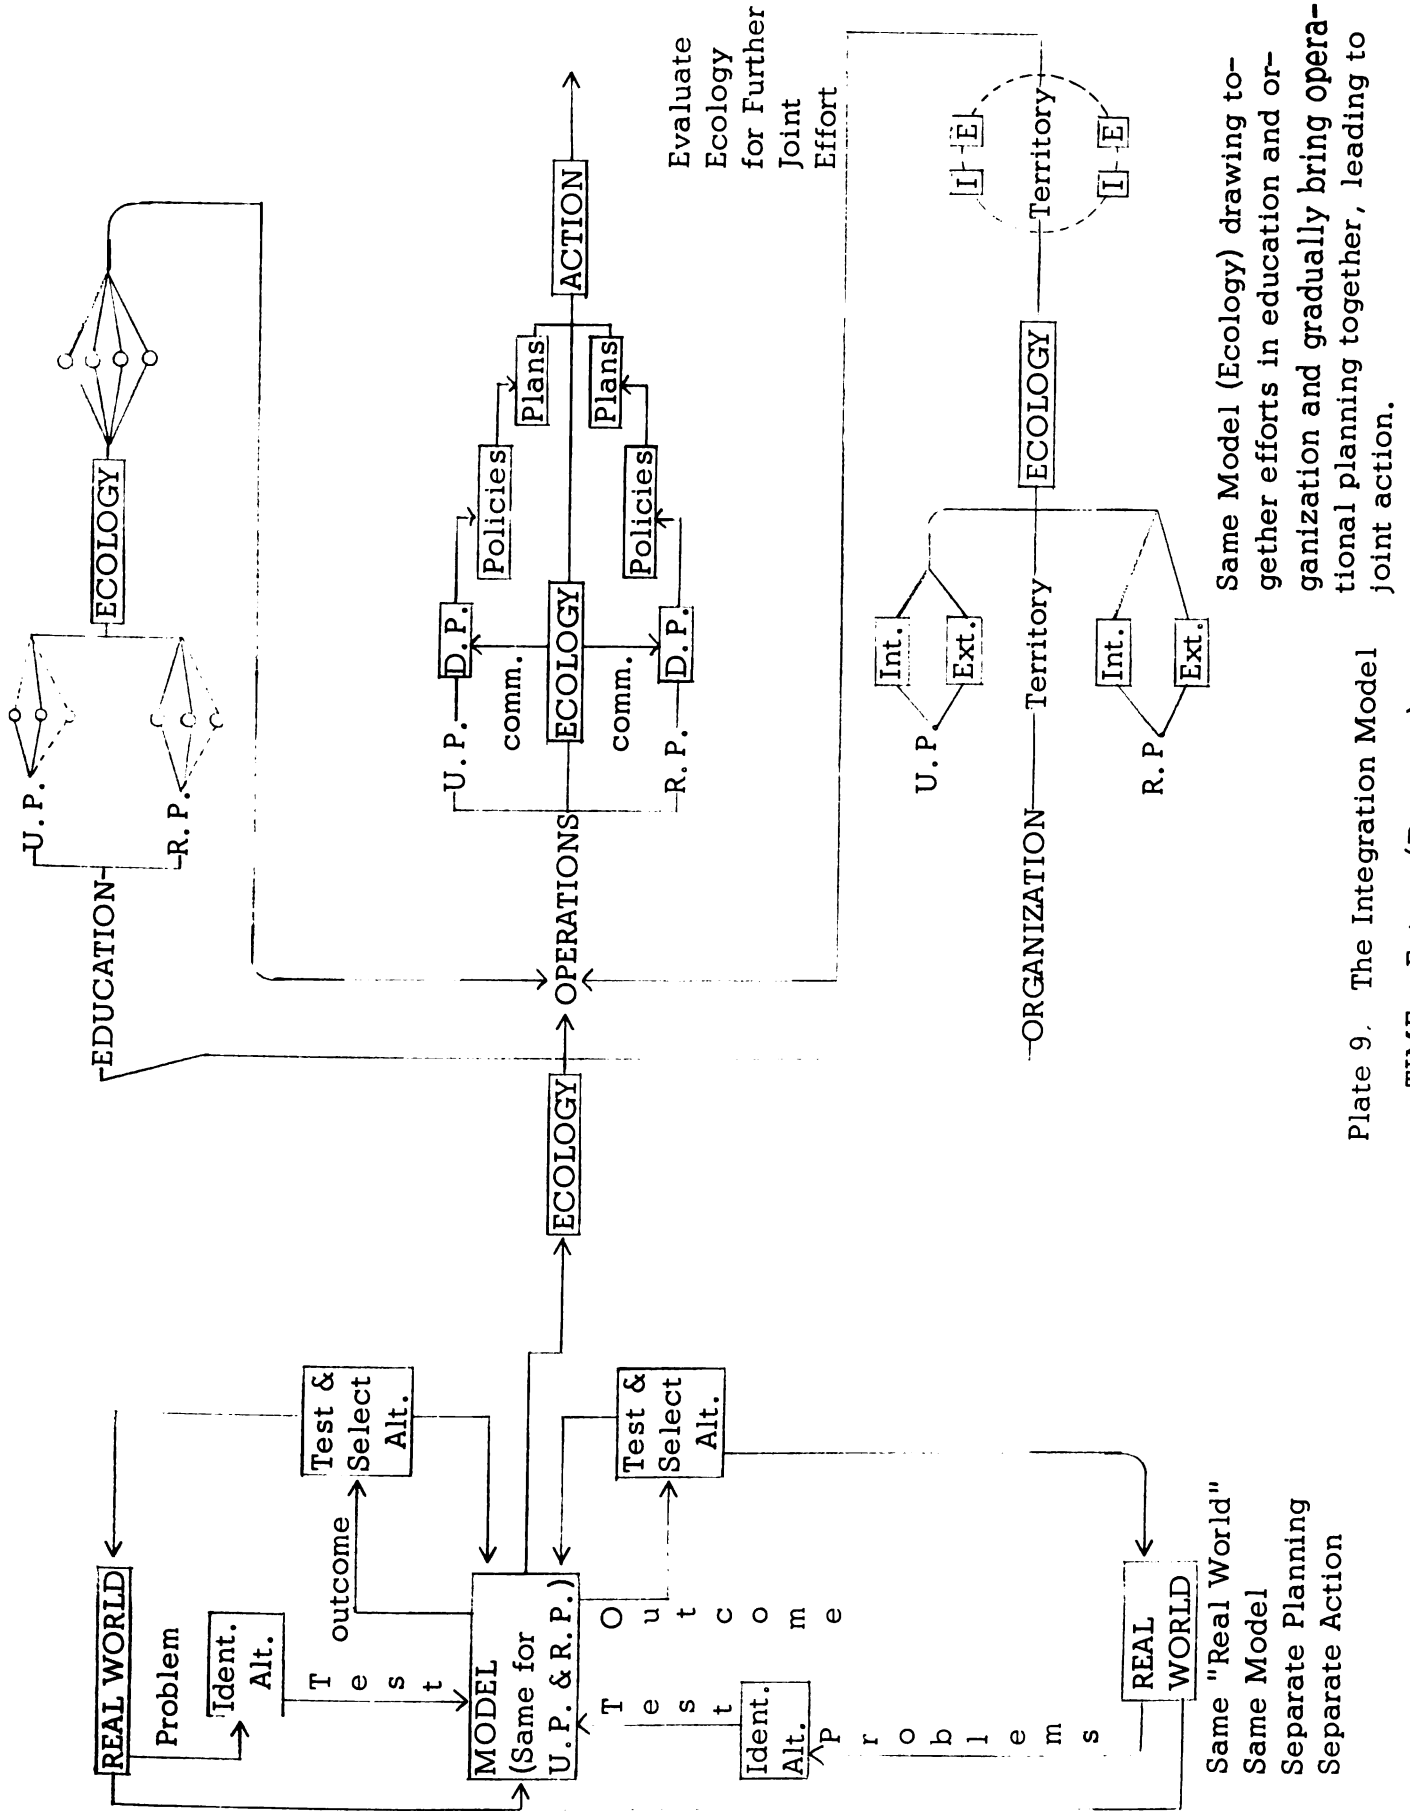 REAL WORLD
Problem
Ident.
Alt.
Test
outcome
Test &
Select
Alt.
MODEL
(Same for
U.P. & R.P.)
Outcome
Test
Test &
Select
Alt.
Ident.
Alt.
Problems
REAL
WORLD
Same "Real World"
Same Model
Separate Planning
Separate Action
ECOLOGY
EDUCATION
U.P.
R.P.
ECOLOGY
OPERATIONS
U.P.
D.P.
Policies
Plans
comm.
ECOLOGY
ACTION
comm.
R.P.
D.P.
Policies
Plans
Evaluate
Ecology
for Further
Joint
Effort
ORGANIZATION
U.P.
Int.
Ext.
Territory
ECOLOGY
Territory
I
E
I
E
R.P.
Int.
Ext.
Same Model (Ecology) drawing to-
gether efforts in education and or-
ganization and gradually bring opera-
tional planning together, leading to
joint action.
Plate 9. The Integration Model